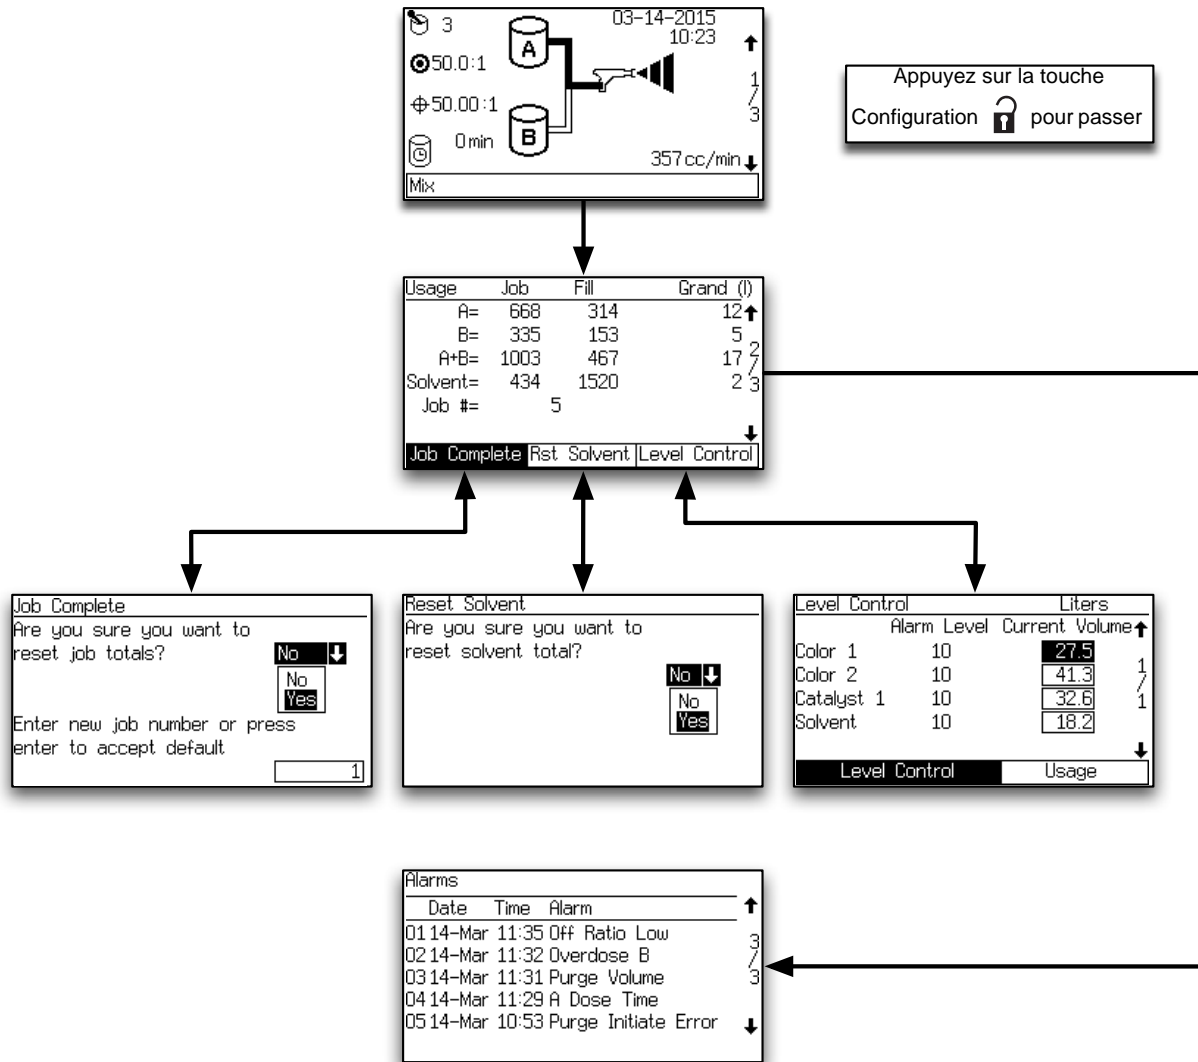 3
03-14-2015
10:23
50.0:1
A
1
/
3
50.00:1
0 min
B
357 cc/min
Mix
Appuyez sur la touche
Configuration pour passer
Usage Job Fill Grand (l)
A= 668 314 12
B= 335 153 5
A+B= 1003 467 17
Solvent= 434 1520 2
Job #= 5
2
/
3
Job Complete Rst Solvent Level Control
Job Complete
Are you sure you want to
reset job totals?
No
No
Yes
Enter new job number or press
enter to accept default
1
Reset Solvent
Are you sure you want to
reset solvent total?
No
No
Yes
Level Control Liters
Alarm Level Current Volume
Color 1 10 27.5
Color 2 10 41.3
Catalyst 1 10 32.6
Solvent 10 18.2
1
/
1
Level Control Usage
Alarms
Date Time Alarm
01 14-Mar 11:35 Off Ratio Low
02 14-Mar 11:32 Overdose B
03 14-Mar 11:31 Purge Volume
04 14-Mar 11:29 A Dose Time
05 14-Mar 10:53 Purge Initiate Error
3
/
3